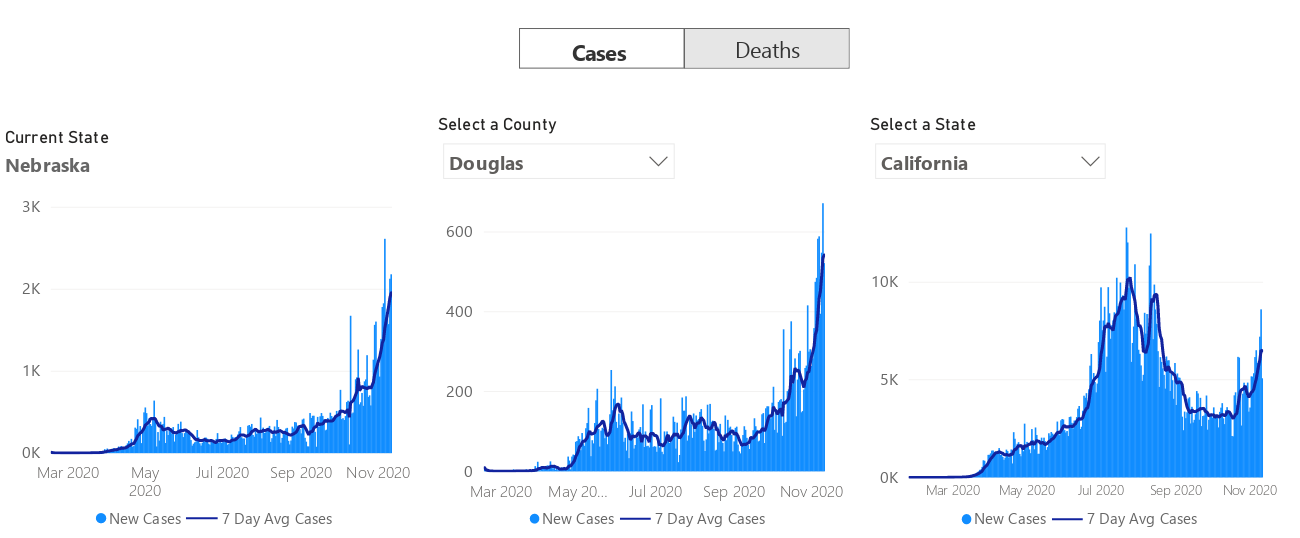 Cases
Deaths
Current State
Nebraska
3K
2K
1K
0K
Mar 2020
May
2020
Jul 2020
Sep 2020
Nov 2020
New Cases
7 Day Avg Cases
Select a County
Douglas
600
400
200
0
Mar 2020
May 20...
Jul 2020
Sep 2020
Nov 2020
New Cases
7 Day Avg Cases
Select a State
California
10K
5K
0K
Mar 2020
May 2020
Jul 2020
Sep 2020
Nov 2020
New Cases
7 Day Avg Cases